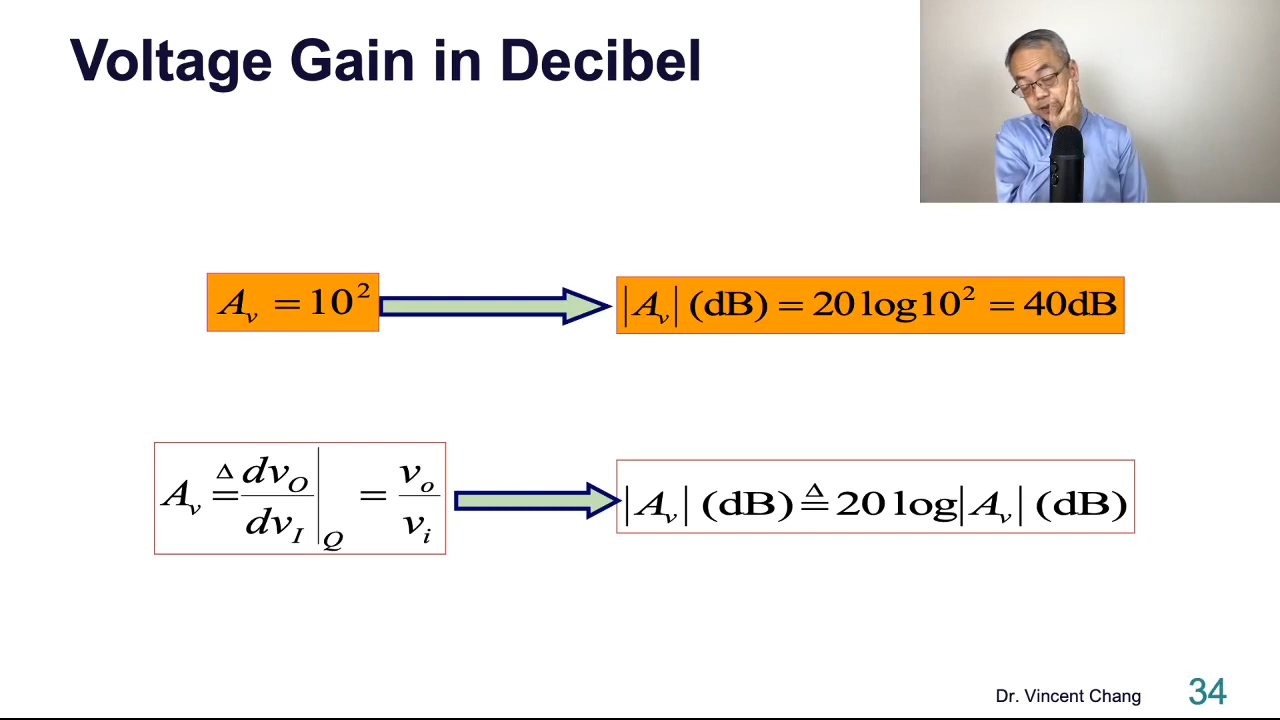 Voltage Gain in Decibel
A_v = 10^2
|A_v| (dB) = 20 log 10^2 = 40dB
A_v ≜ dv_O/dv_I |_Q = v_o/v_i
|A_v| (dB) ≜ 20 log|A_v| (dB)
Dr. Vincent Chang
34